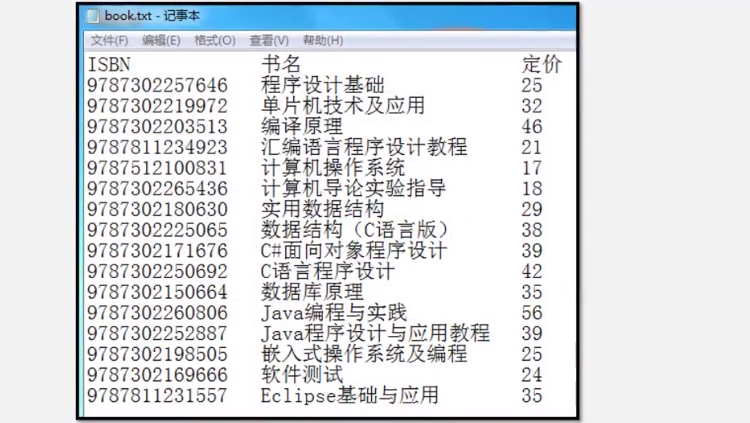 book.txt - 记事本
文件(F) 编辑(E) 格式(O) 查看(V) 帮助(H)
ISBN 书名 定价
9787302257646 程序设计基础 25
9787302219972 单片机技术及应用 32
9787302203513 编译原理 46
9787811234923 汇编语言程序设计教程 21
9787512100831 计算机操作系统 17
9787302265436 计算机导论实验指导 18
9787302180630 实用数据结构 29
9787302225065 数据结构（C语言版） 38
9787302171676 C#面向对象程序设计 39
9787302250692 C语言程序设计 42
9787302150664 数据库原理 35
9787302260806 Java编程与实践 56
9787302252887 Java程序设计与应用教程 39
9787302198505 嵌入式操作系统及编程 25
9787302169666 软件测试 24
9787811231557 Eclipse基础与应用 35